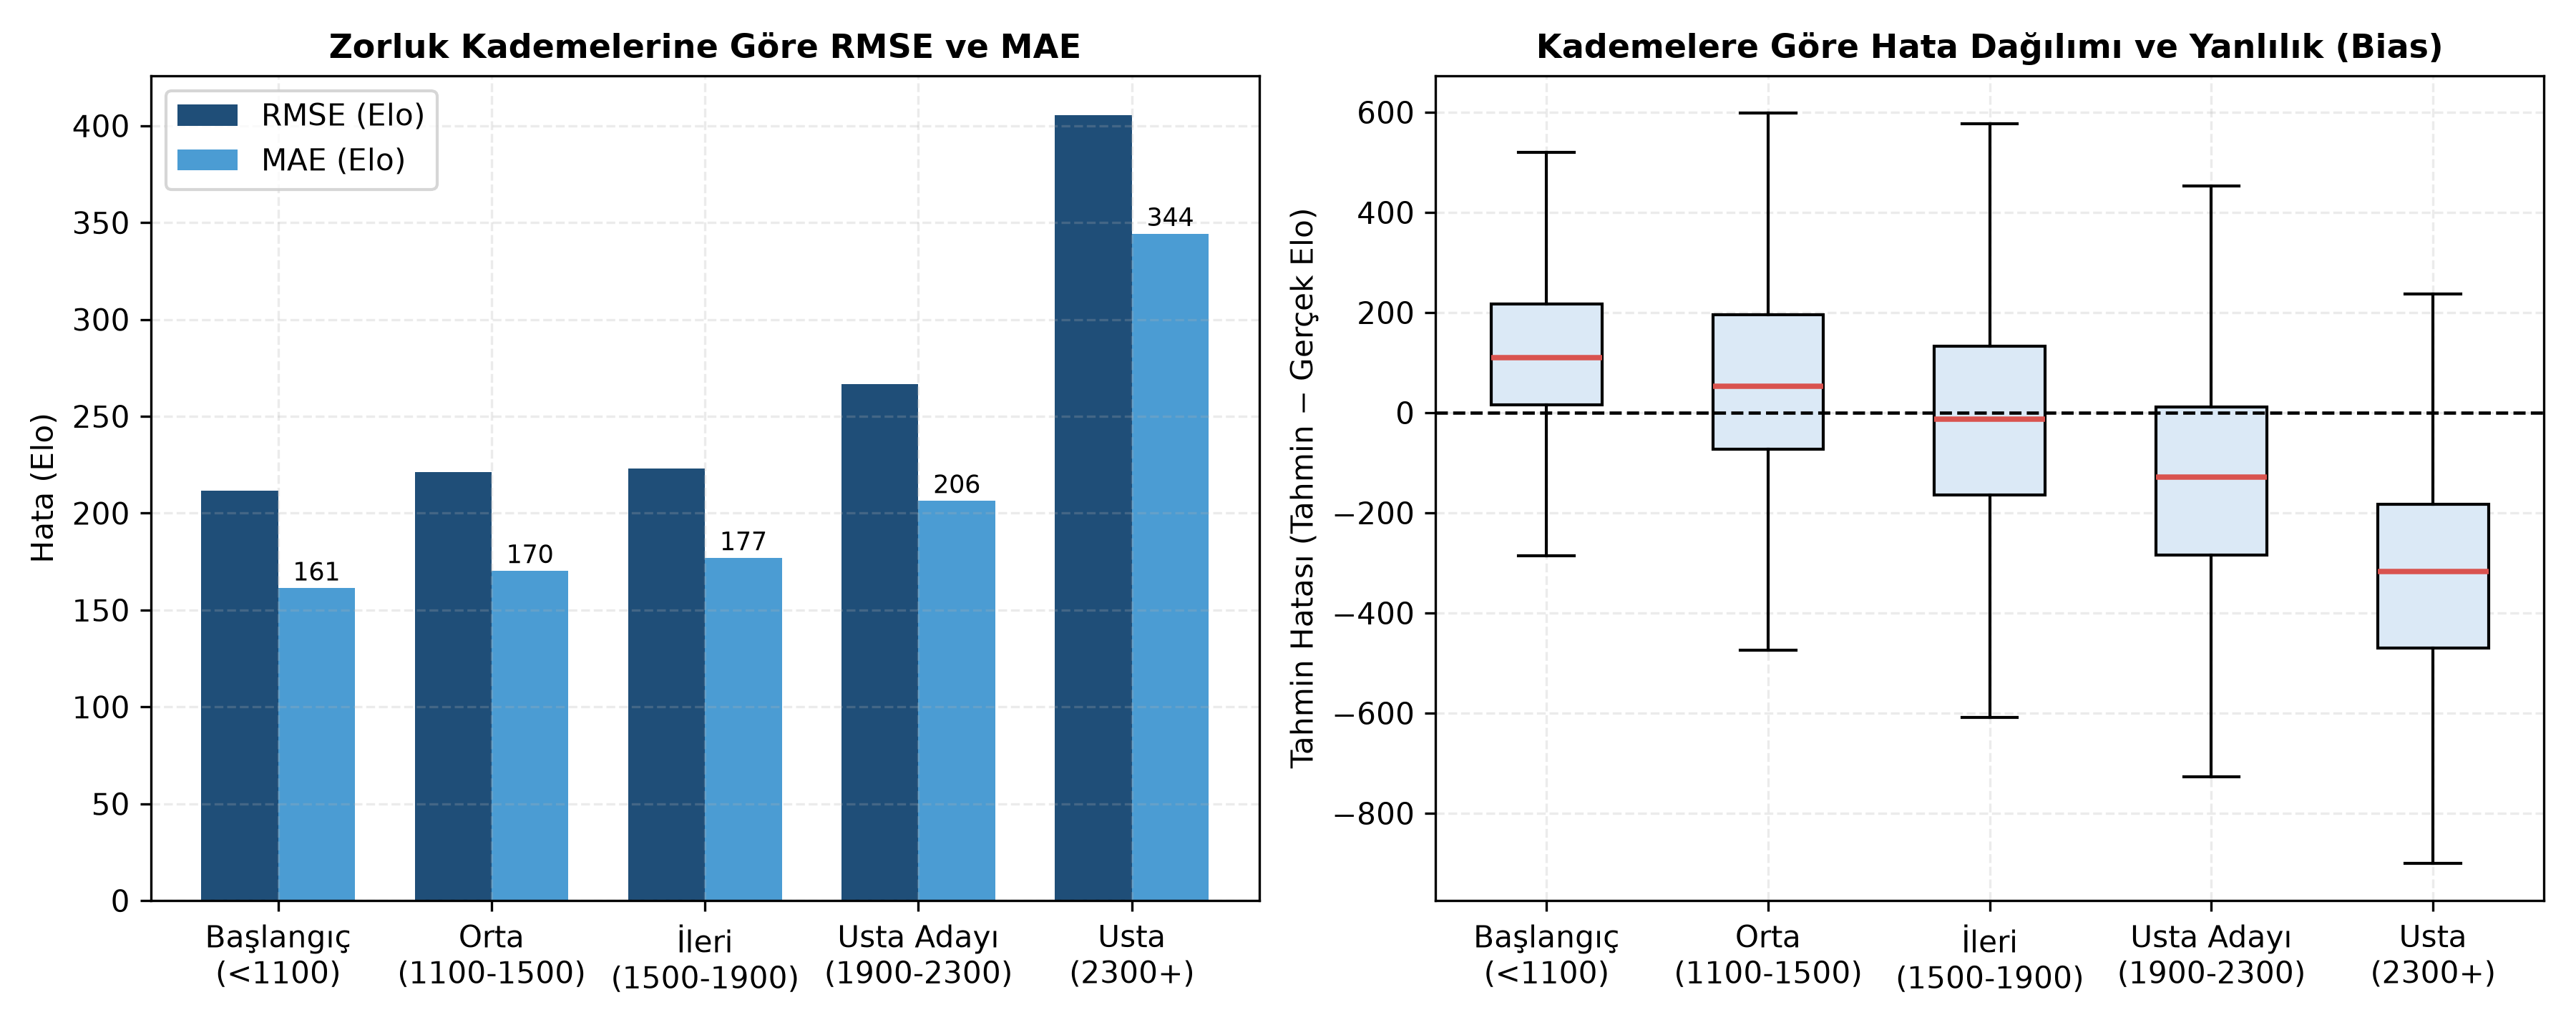 Zorluk Kademelerine Göre RMSE ve MAE
RMSE (Elo)
MAE (Elo)
Hata (Elo)
400
350
300
250
200
150
100
50
0
161
170
177
206
344
Başlangıç
(<1100)
Orta
(1100-1500)
İleri
(1500-1900)
Usta Adayı
(1900-2300)
Usta
(2300+)
Kademelere Göre Hata Dağılımı ve Yanlılık (Bias)
Tahmin Hatası (Tahmin − Gerçek Elo)
600
400
200
0
−200
−400
−600
−800
Başlangıç
(<1100)
Orta
(1100-1500)
İleri
(1500-1900)
Usta Adayı
(1900-2300)
Usta
(2300+)